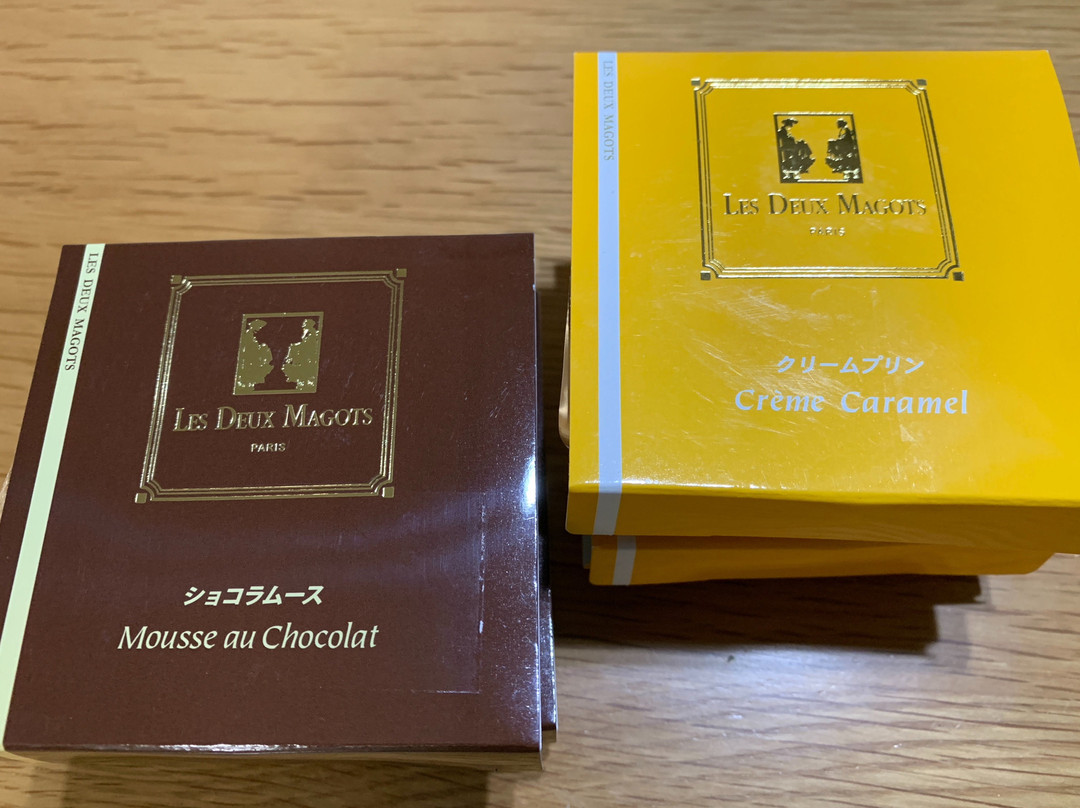 LES DEUX MAGOTS
LES DEUX MAGOTS
PARIS
ショコラムース
Mousse au Chocolat
LES DEUX MAGOTS
LES DEUX MAGOTS
PARIS
クリームプリン
Crème Caramel